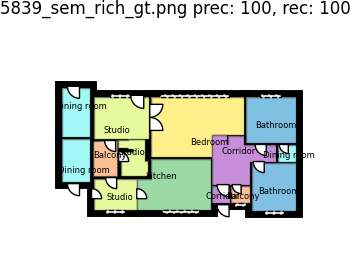 5839_sem_rich_gt.png prec: 100, rec: 100
Dining room
Studio
Bathroom
Bedroom
Corridor
Balcony
Studio
Dining room
Dining room
Kitchen
Studio
Corridor
Balcony
Bathroom